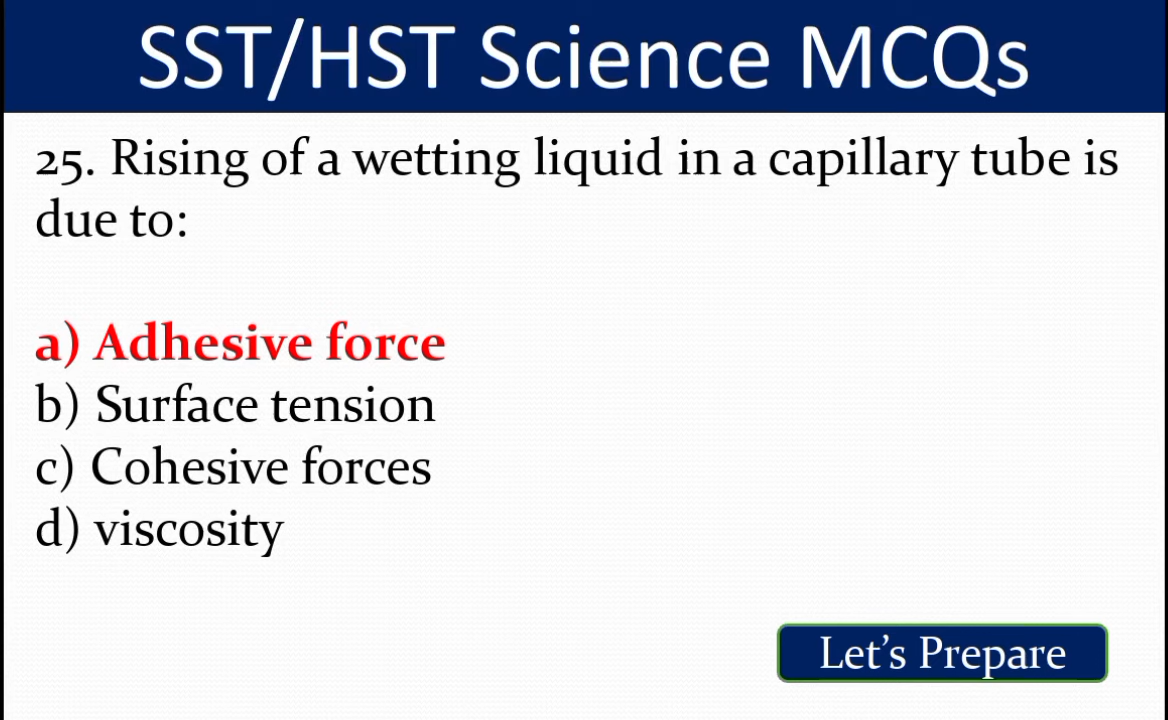 SST/HST Science MCQs
25. Rising of a wetting liquid in a capillary tube is
due to:
a) Adhesive force
b) Surface tension
c) Cohesive forces
d) viscosity
Let’s Prepare